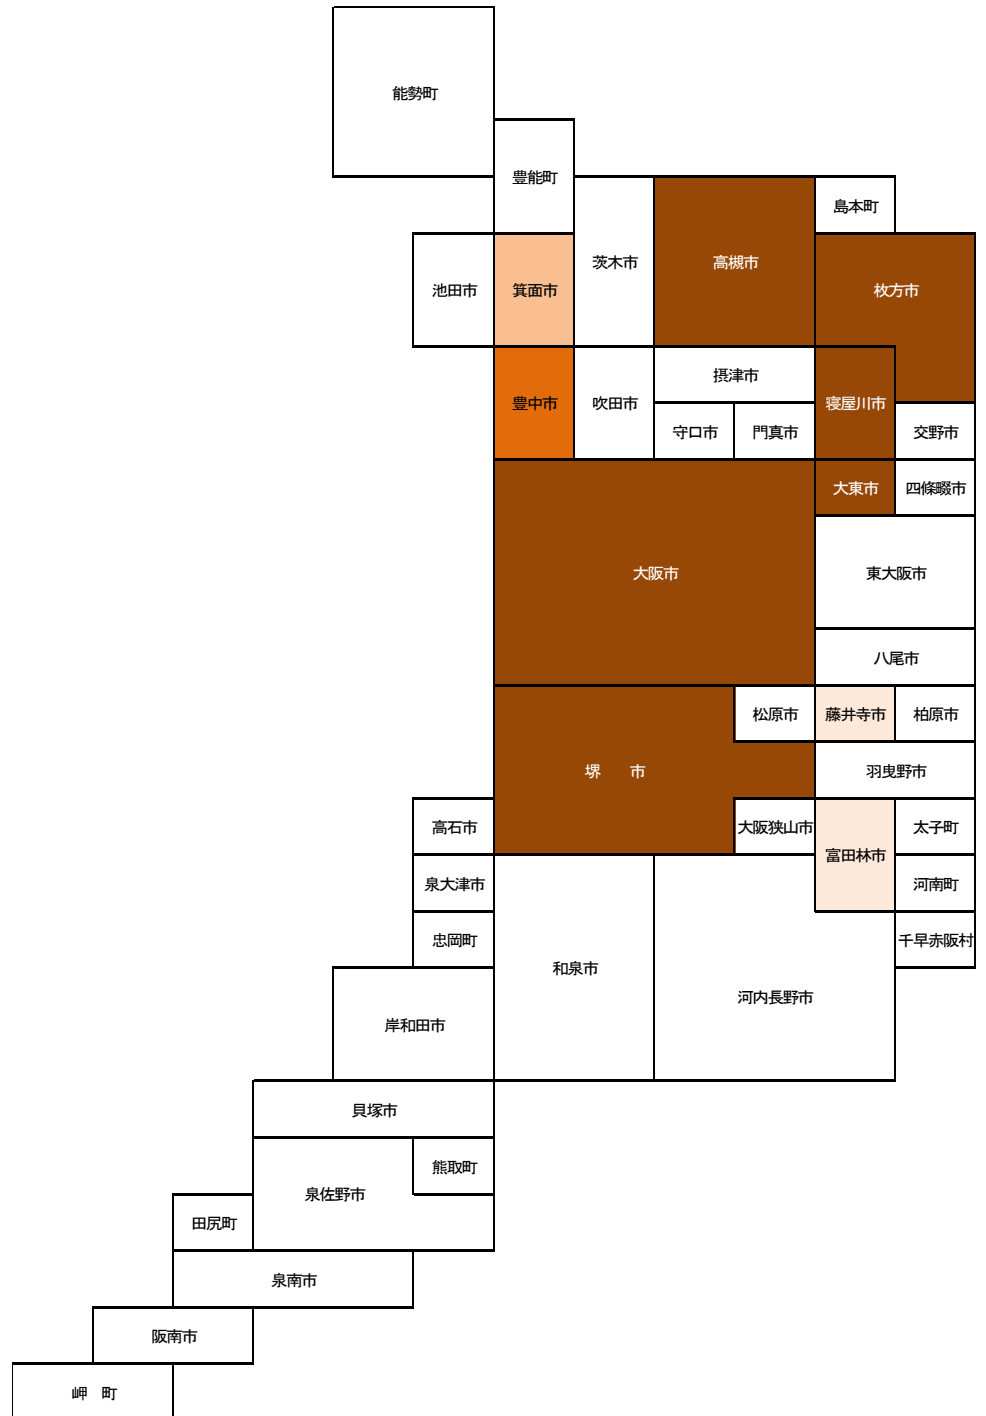 能勢町
豊能町
島本町
茨木市
高槻市
池田市
箕面市
枚方市
摂津市
豊中市
吹田市
寝屋川市
守口市
門真市
交野市
大東市
四條畷市
大阪市
東大阪市
八尾市
松原市
藤井寺市
柏原市
堺　　市
羽曳野市
高石市
大阪狭山市
太子町
富田林市
泉大津市
河南町
忠岡町
千早赤阪村
和泉市
河内長野市
岸和田市
貝塚市
熊取町
泉佐野市
田尻町
泉南市
阪南市
岬　町